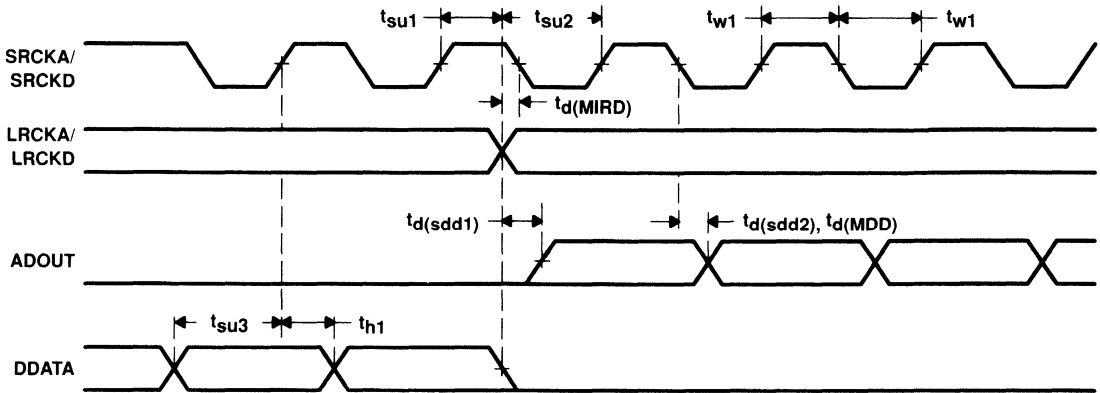 tsu1
tsu2
tw1
tw1
SRCKA/
SRCKD
td(MIRD)
LRCKA/
LRCKD
td(sdd1)
td(sdd2), td(MDD)
ADOUT
tsu3
th1
DDATA